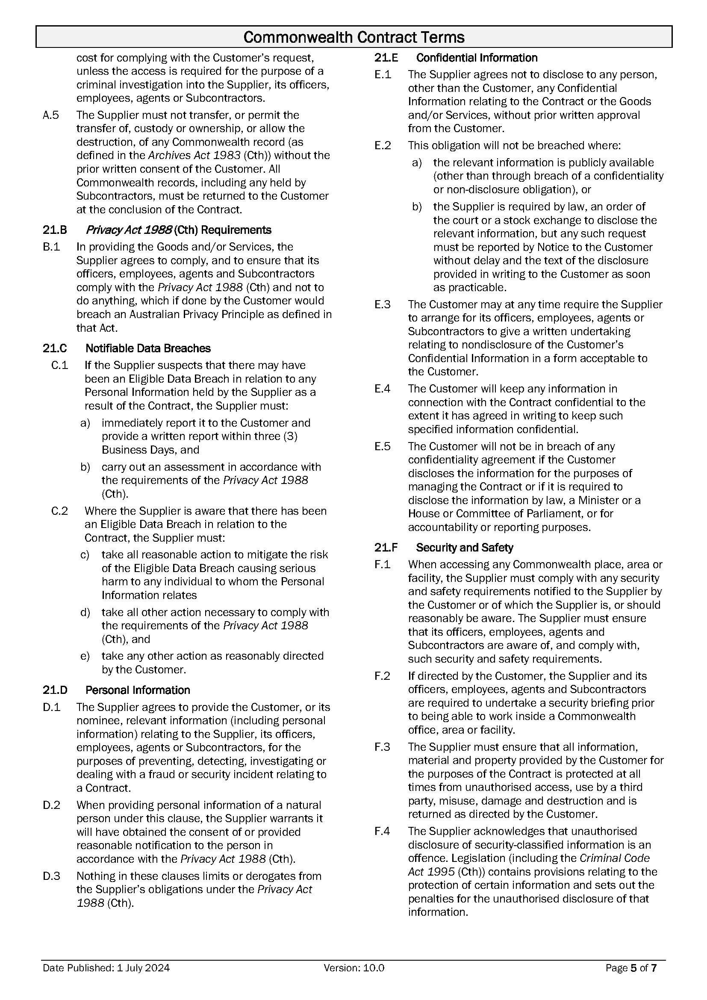 Commonwealth Contract Terms
cost for complying with the Customer's request,
unless the access is required for the purpose of a
criminal investigation into the Supplier, its officers,
employees, agents or Subcontractors.
A.5 The Supplier must not transfer, or permit the
transfer of, custody or ownership, or allow the
destruction, of any Commonwealth record (as
defined in the Archives Act 1983 (Cth)) without the
prior written consent of the Customer. All
Commonwealth records, including any held by
Subcontractors, must be returned to the Customer
at the conclusion of the Contract.
21.B Privacy Act 1988 (Cth) Requirements
B.1 In providing the Goods and/or Services, the
Supplier agrees to comply, and to ensure that its
officers, employees, agents and Subcontractors
comply with the Privacy Act 1988 (Cth) and not to
do anything, which if done by the Customer would
breach an Australian Privacy Principle as defined in
that Act.
21.C Notifiable Data Breaches
C.1 If the Supplier suspects that there may have
been an Eligible Data Breach in relation to any
Personal Information held by the Supplier as a
result of the Contract, the Supplier must:
a) immediately report it to the Customer and
provide a written report within three (3)
Business Days, and
b) carry out an assessment in accordance with
the requirements of the Privacy Act 1988
(Cth).
C.2 Where the Supplier is aware that there has been
an Eligible Data Breach in relation to the
Contract, the Supplier must:
c) take all reasonable action to mitigate the risk
of the Eligible Data Breach causing serious
harm to any individual to whom the Personal
Information relates
d) take all other action necessary to comply with
the requirements of the Privacy Act 1988
(Cth), and
e) take any other action as reasonably directed
by the Customer.
21.D Personal Information
D.1 The Supplier agrees to provide the Customer, or its
nominee, relevant information (including personal
information) relating to the Supplier, its officers,
employees, agents or Subcontractors, for the
purposes of preventing, detecting, investigating or
dealing with a fraud or security incident relating to
a Contract.
D.2 When providing personal information of a natural
person under this clause, the Supplier warrants it
will have obtained the consent of or provided
reasonable notification to the person in
accordance with the Privacy Act 1988 (Cth).
D.3 Nothing in these clauses limits or derogates from
the Supplier's obligations under the Privacy Act
1988 (Cth).
21.E Confidential Information
E.1 The Supplier agrees not to disclose to any person,
other than the Customer, any Confidential
Information relating to the Contract or the Goods
and/or Services, without prior written approval
from the Customer.
E.2 This obligation will not be breached where:
a) the relevant information is publicly available
(other than through breach of a confidentiality
or non-disclosure obligation), or
b) the Supplier is required by law, an order of
the court or a stock exchange to disclose the
relevant information, but any such request
must be reported by Notice to the Customer
without delay and the text of the disclosure
provided in writing to the Customer as soon
as practicable.
E.3 The Customer may at any time require the Supplier
to arrange for its officers, employees, agents or
Subcontractors to give a written undertaking
relating to nondisclosure of the Customer's
Confidential Information in a form acceptable to
the Customer.
E.4 The Customer will keep any information in
connection with the Contract confidential to the
extent it has agreed in writing to keep such
specified information confidential.
E.5 The Customer will not be in breach of any
confidentiality agreement if the Customer
discloses the information for the purposes of
managing the Contract or if it is required to
disclose the information by law, a Minister or a
House or Committee of Parliament, or for
accountability or reporting purposes.
21.F Security and Safety
F.1 When accessing any Commonwealth place, area or
facility, the Supplier must comply with any security
and safety requirements notified to the Supplier by
the Customer or of which the Supplier is, or should
reasonably be aware. The Supplier must ensure
that its officers, employees, agents and
Subcontractors are aware of, and comply with,
such security and safety requirements.
F.2 If directed by the Customer, the Supplier and its
officers, employees, agents and Subcontractors
are required to undertake a security briefing prior
to being able to work inside a Commonwealth
office, area or facility.
F.3 The Supplier must ensure that all information,
material and property provided by the Customer for
the purposes of the Contract is protected at all
times from unauthorised access, use by a third
party, misuse, damage and destruction and is
returned as directed by the Customer.
F.4 The Supplier acknowledges that unauthorised
disclosure of security-classified information is an
offence. Legislation (including the Criminal Code
Act 1995 (Cth)) contains provisions relating to the
protection of certain information and sets out the
penalties for the unauthorised disclosure of that
information.
Date Published: 1 July 2024 Version: 10.0 Page 5 of 7